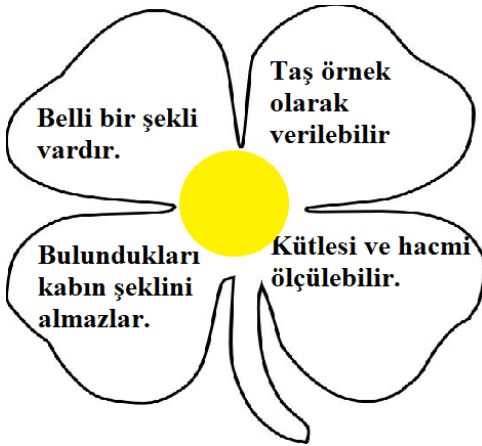 Belli bir şekli
vardır.
Taş örnek
olarak
verilebilir
Bulundukları
kabın şeklini
almazlar.
Kütlesi ve hacmi
ölçülebilir.